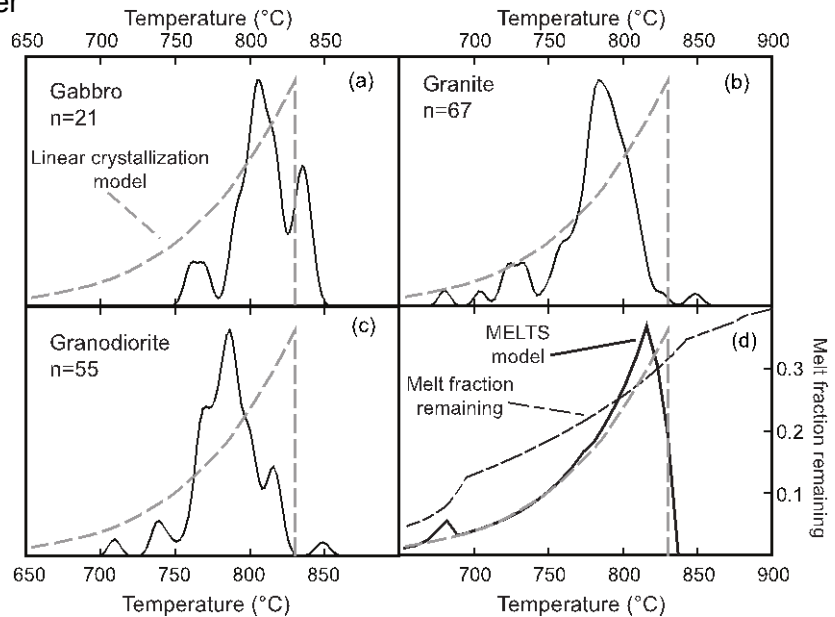 er
Temperature (°C)
Temperature (°C)
650 700 750 800 850
700 750 800 850 900
Gabbro
n=21
(a)
Linear crystallization
model
Granite
n=67
(b)
Granodiorite
n=55
(c)
MELTS
model
(d)
Melt fraction
remaining
0.3
0.2
0.1
Melt fraction remaining
650 700 750 800 850
700 750 800 850 900
Temperature (°C)
Temperature (°C)